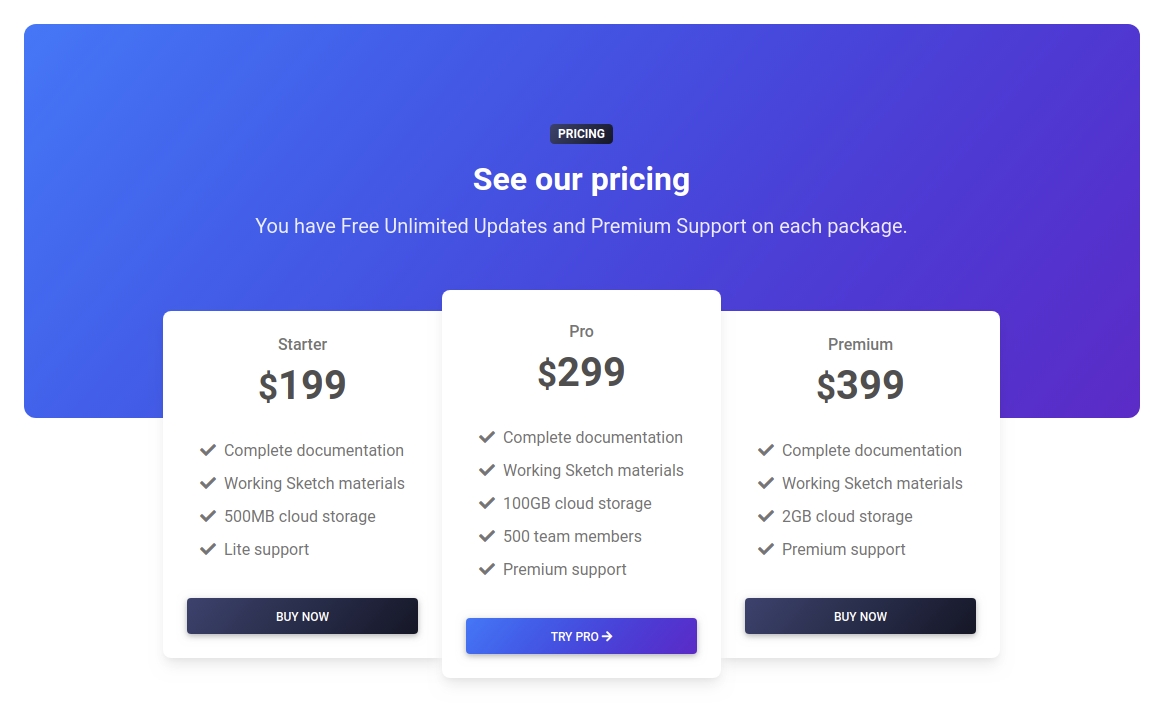 PRICING
See our pricing
You have Free Unlimited Updates and Premium Support on each package.
Starter
$199
Complete documentation
Working Sketch materials
500MB cloud storage
Lite support
BUY NOW
Pro
$299
Complete documentation
Working Sketch materials
100GB cloud storage
500 team members
Premium support
TRY PRO →
Premium
$399
Complete documentation
Working Sketch materials
2GB cloud storage
Premium support
BUY NOW